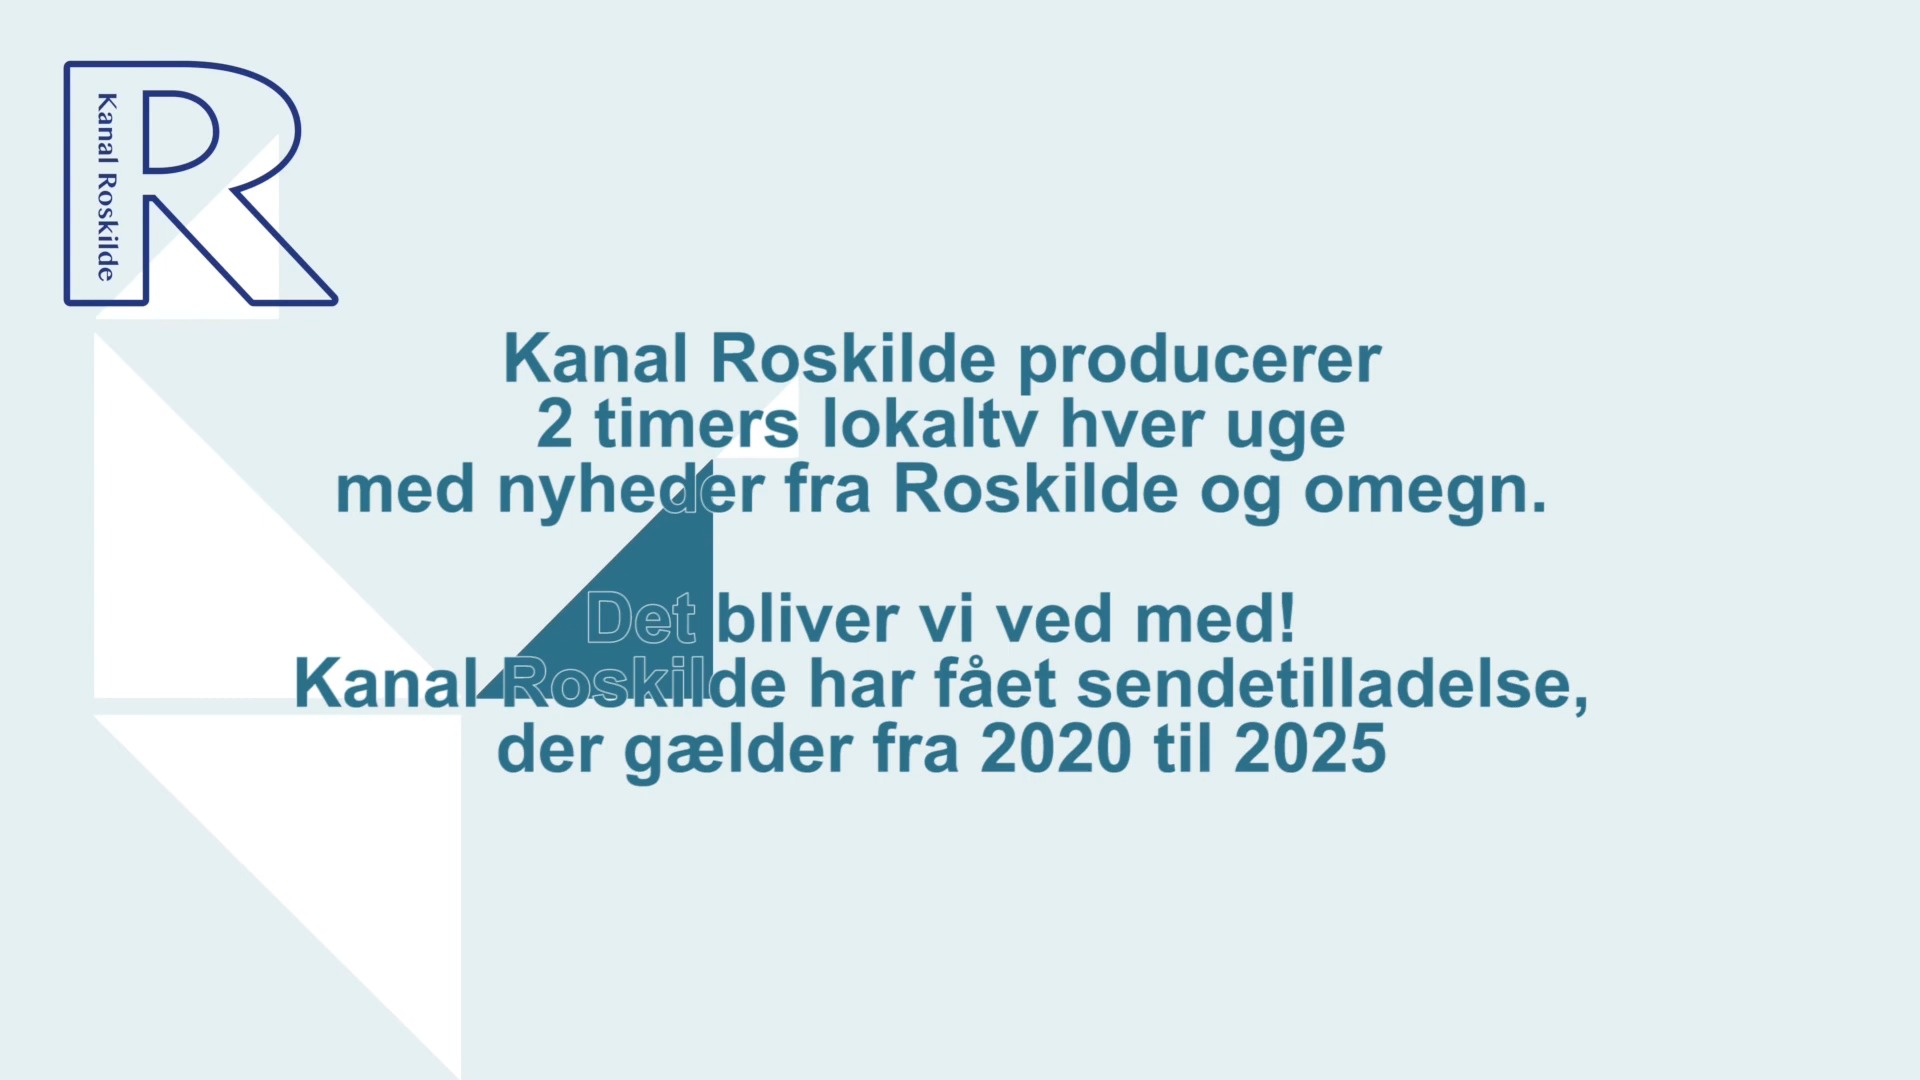 Kanal Roskilde
Kanal Roskilde producerer
2 timers lokaltv hver uge
med nyheder fra Roskilde og omegn.
Det bliver vi ved med!
Kanal Roskilde har fået sendetilladelse,
der gælder fra 2020 til 2025